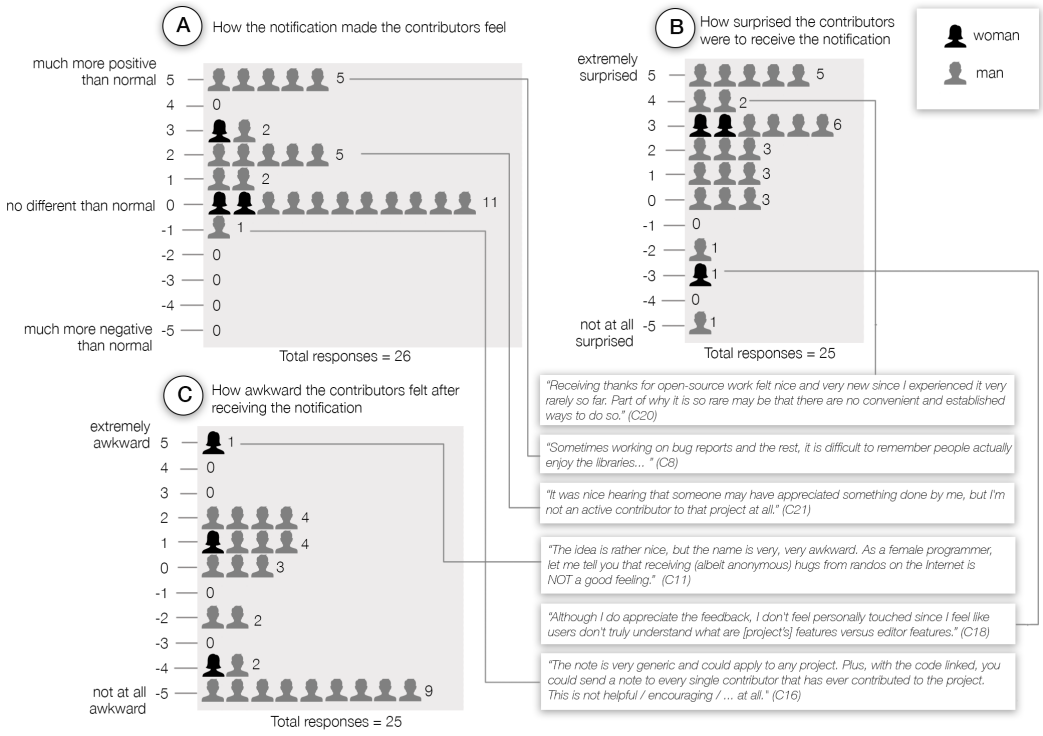 A How the notification made the contributors feel
much more positive
than normal
5 5
4 0
3 2
2 5
1 2
no different than normal 0 11
-1 1
-2 0
-3 0
-4 0
much more negative
than normal
-5 0
Total responses = 26
B How surprised the contributors
were to receive the notification
extremely
surprised
5 5
4 2
3 6
2 3
1 3
0 3
-1 0
-2 1
-3 1
-4 0
not at all
surprised
-5 1
Total responses = 25
woman
man
C How awkward the contributors felt after
receiving the notification
extremely
awkward
5 1
4 0
3 0
2 4
1 4
0 3
-1 0
-2 2
-3 0
-4 2
not at all
awkward
-5 9
Total responses = 25
"Receiving thanks for open-source work felt nice and very new since I experienced it very
rarely so far. Part of why it is so rare may be that there are no convenient and established
ways to do so." (C20)
"Sometimes working on bug reports and the rest, it is difficult to remember people actually
enjoy the libraries... " (C8)
"It was nice hearing that someone may have appreciated something done by me, but I'm
not an active contributor to that project at all." (C21)
"The idea is rather nice, but the name is very, very awkward. As a female programmer,
let me tell you that receiving (albeit anonymous) hugs from randos on the Internet is
NOT a good feeling." (C11)
"Although I do appreciate the feedback, I don't feel personally touched since I feel like
users don't truly understand what are [project's] features versus editor features." (C18)
"The note is very generic and could apply to any project. Plus, with the code linked, you
could send a note to every single contributor that has ever contributed to the project.
This is not helpful / encouraging / ... at all." (C16)